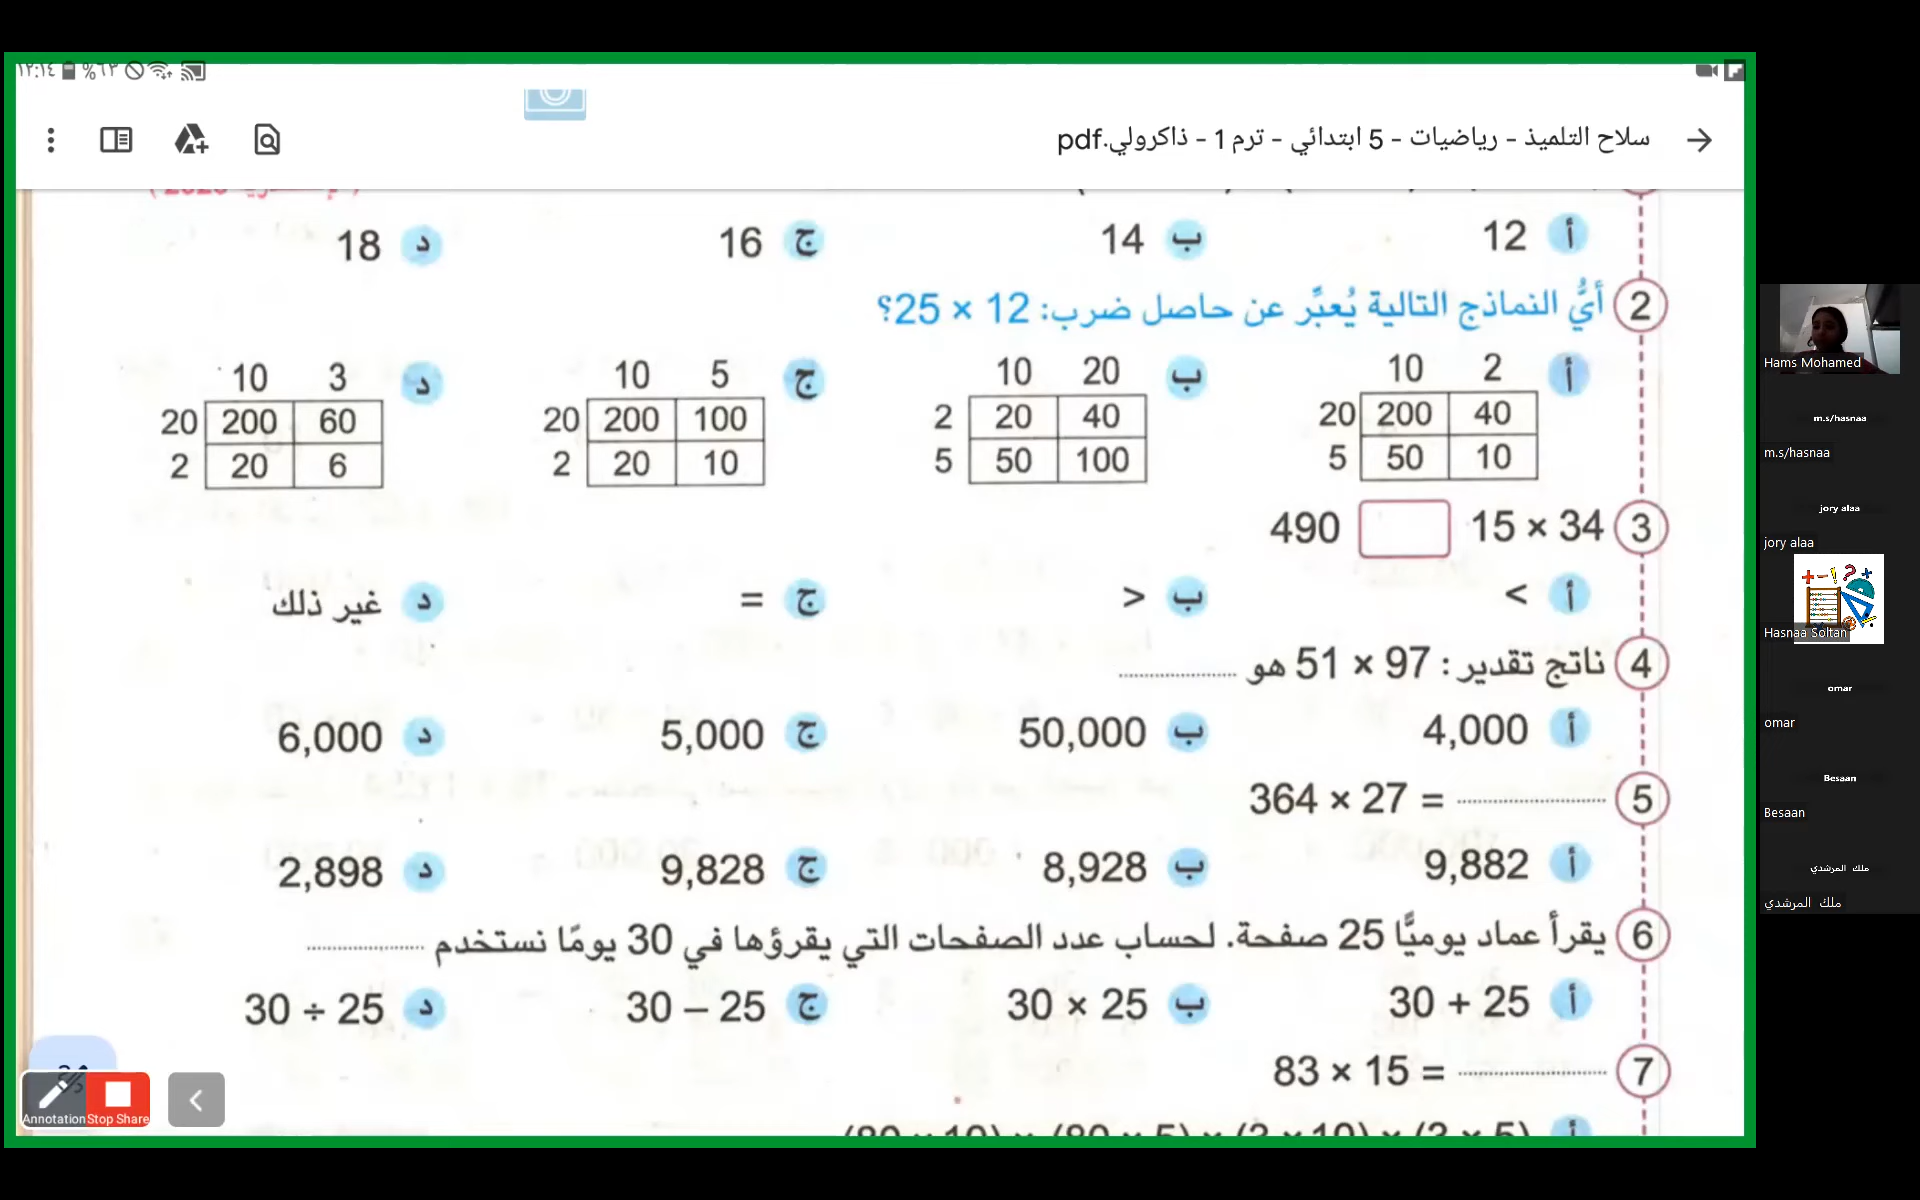 ١٢:١٤ %٦٣
سلاح التلميذ - رياضيات - 5 ابتدائي - ترم 1 - ذاكرولي.pdf
أ 12 ب 14 ج 16 د 18
2 أيُّ النماذج التالية يُعبِّر عن حاصل ضرب: 12 × 25؟
أ
10 2
20 200 40
5 50 10
ب
10 20
2 20 40
5 50 100
ج
10 5
20 200 100
2 20 10
د
10 3
20 200 60
2 20 6
3 15 × 34 490
أ < ب > ج = د غير ذلك
4 ناتج تقدير: 97 × 51 هو
أ 4,000 ب 50,000 ج 5,000 د 6,000
5 364 × 27 =
أ 9,882 ب 8,928 ج 9,828 د 2,898
6 يقرأ عماد يوميًّا 25 صفحة. لحساب عدد الصفحات التي يقرؤها في 30 يومًا نستخدم
أ 30 + 25 ب 30 × 25 ج 30 – 25 د 30 ÷ 25
7 83 × 15 =
أ
Annotation Stop Share
Hams Mohamed
m.s/hasnaa
m.s/hasnaa
jory alaa
jory alaa
Hasnaa Soltan
omar
omar
Besaan
Besaan
ملك المرشدي
ملك المرشدي